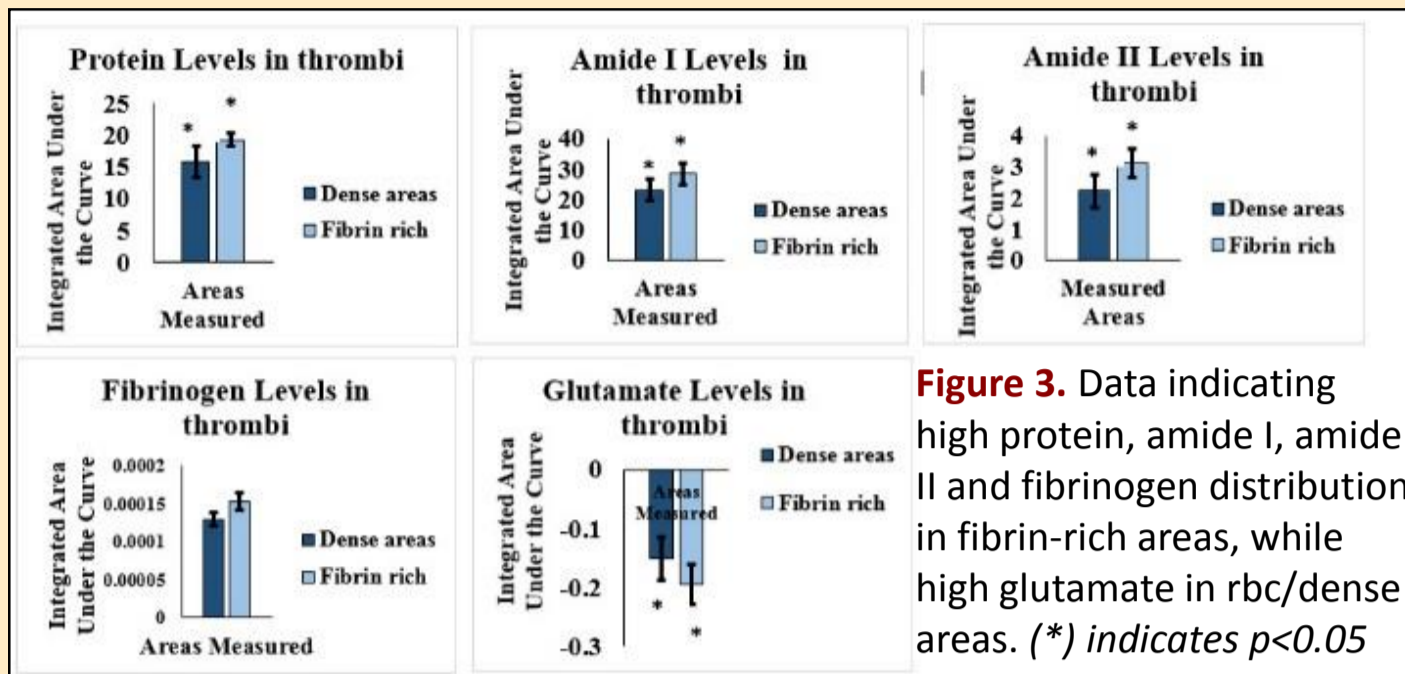 Protein Levels in thrombi
Integrated Area Under
the Curve
25
20
15
10
5
0
*
*
Dense areas
Fibrin rich
Areas
Measured
Amide I Levels in
thrombi
Integrated Area Under
the Curve
40
30
20
10
0
*
*
Dense areas
Fibrin rich
Areas
Measured
Amide II Levels in
thrombi
Integrated Area Under
the Curve
4
3
2
1
0
*
*
Dense areas
Fibrin rich
Measured
Areas
Fibrinogen Levels in
thrombi
Integrated Area
Under the Curve
0.0002
0.00015
0.0001
0.00005
0
Dense areas
Fibrin rich
Areas Measured
Glutamate Levels in
thrombi
Integrated Area
Under the Curve
0
-0.1
-0.2
-0.3
Areas
Measured
*
*
Dense areas
Fibrin rich
Figure 3. Data indicating
high protein, amide I, amide
II and fibrinogen distribution
in fibrin-rich areas, while
high glutamate in rbc/dense
areas. (*) indicates p<0.05